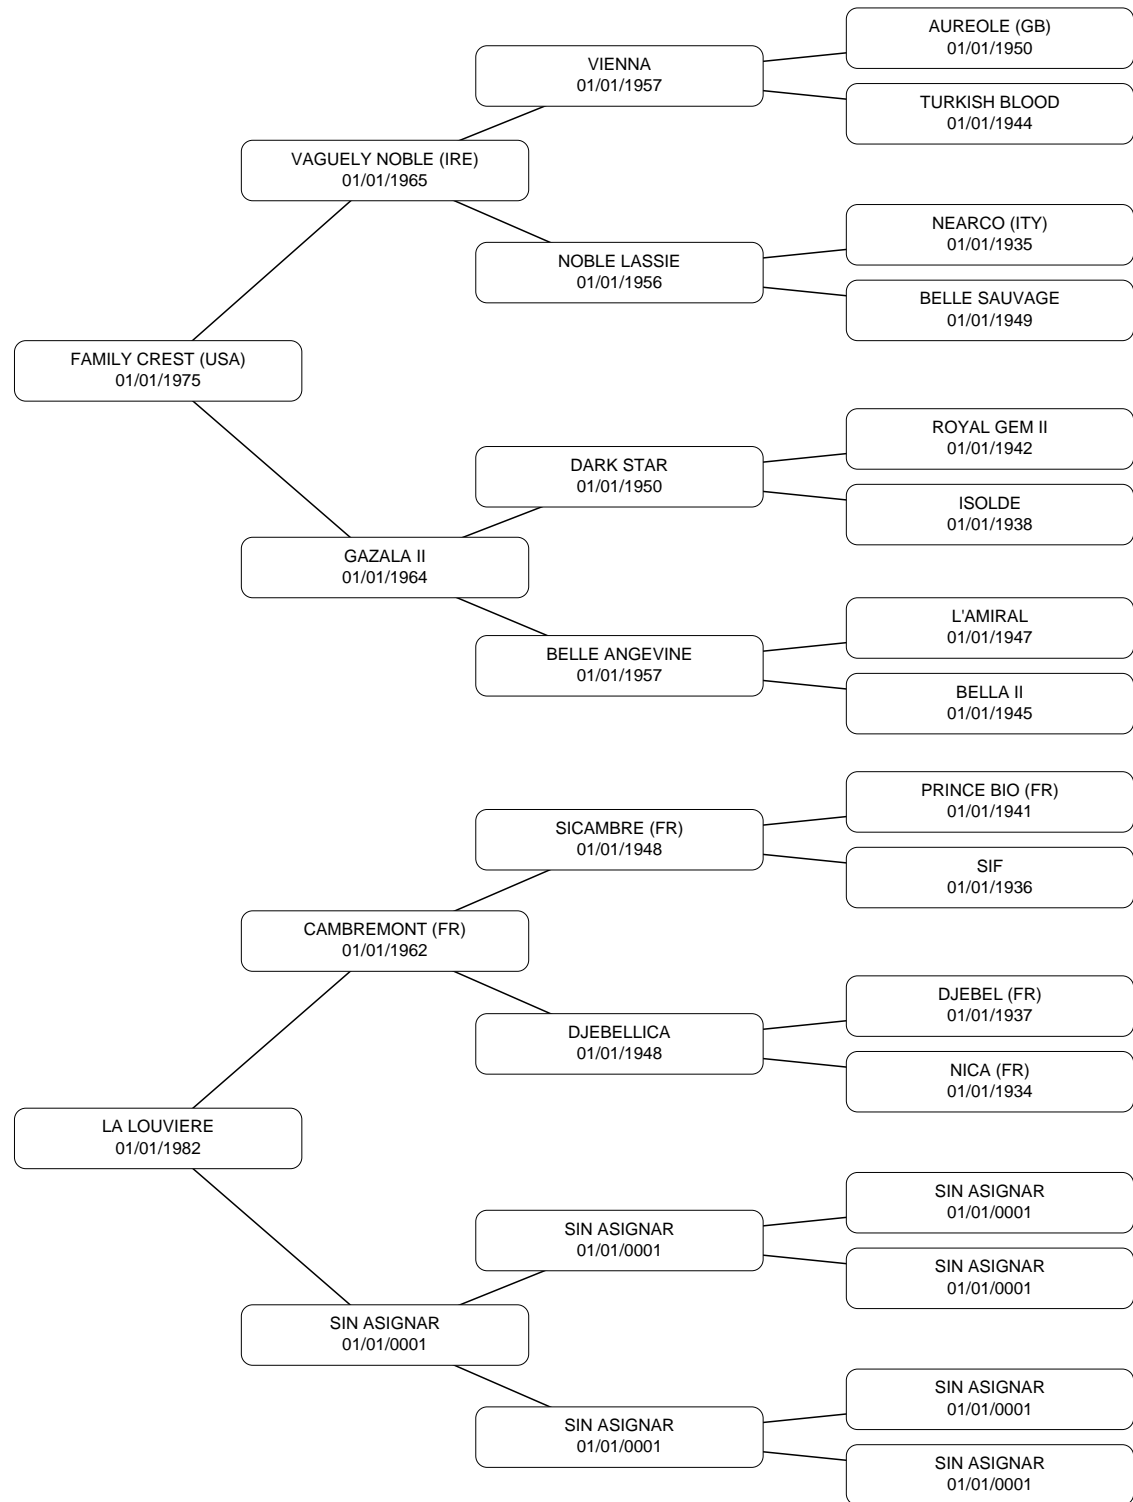 AUREOLE (GB)
01/01/1950
VIENNA
01/01/1957
TURKISH BLOOD
01/01/1944
VAGUELY NOBLE (IRE)
01/01/1965
NEARCO (ITY)
01/01/1935
NOBLE LASSIE
01/01/1956
BELLE SAUVAGE
01/01/1949
FAMILY CREST (USA)
01/01/1975
ROYAL GEM II
01/01/1942
DARK STAR
01/01/1950
ISOLDE
01/01/1938
GAZALA II
01/01/1964
L'AMIRAL
01/01/1947
BELLE ANGEVINE
01/01/1957
BELLA II
01/01/1945
PRINCE BIO (FR)
01/01/1941
SICAMBRE (FR)
01/01/1948
SIF
01/01/1936
CAMBREMONT (FR)
01/01/1962
DJEBEL (FR)
01/01/1937
DJEBELLICA
01/01/1948
NICA (FR)
01/01/1934
LA LOUVIERE
01/01/1982
SIN ASIGNAR
01/01/0001
SIN ASIGNAR
01/01/0001
SIN ASIGNAR
01/01/0001
SIN ASIGNAR
01/01/0001
SIN ASIGNAR
01/01/0001
SIN ASIGNAR
01/01/0001
SIN ASIGNAR
01/01/0001